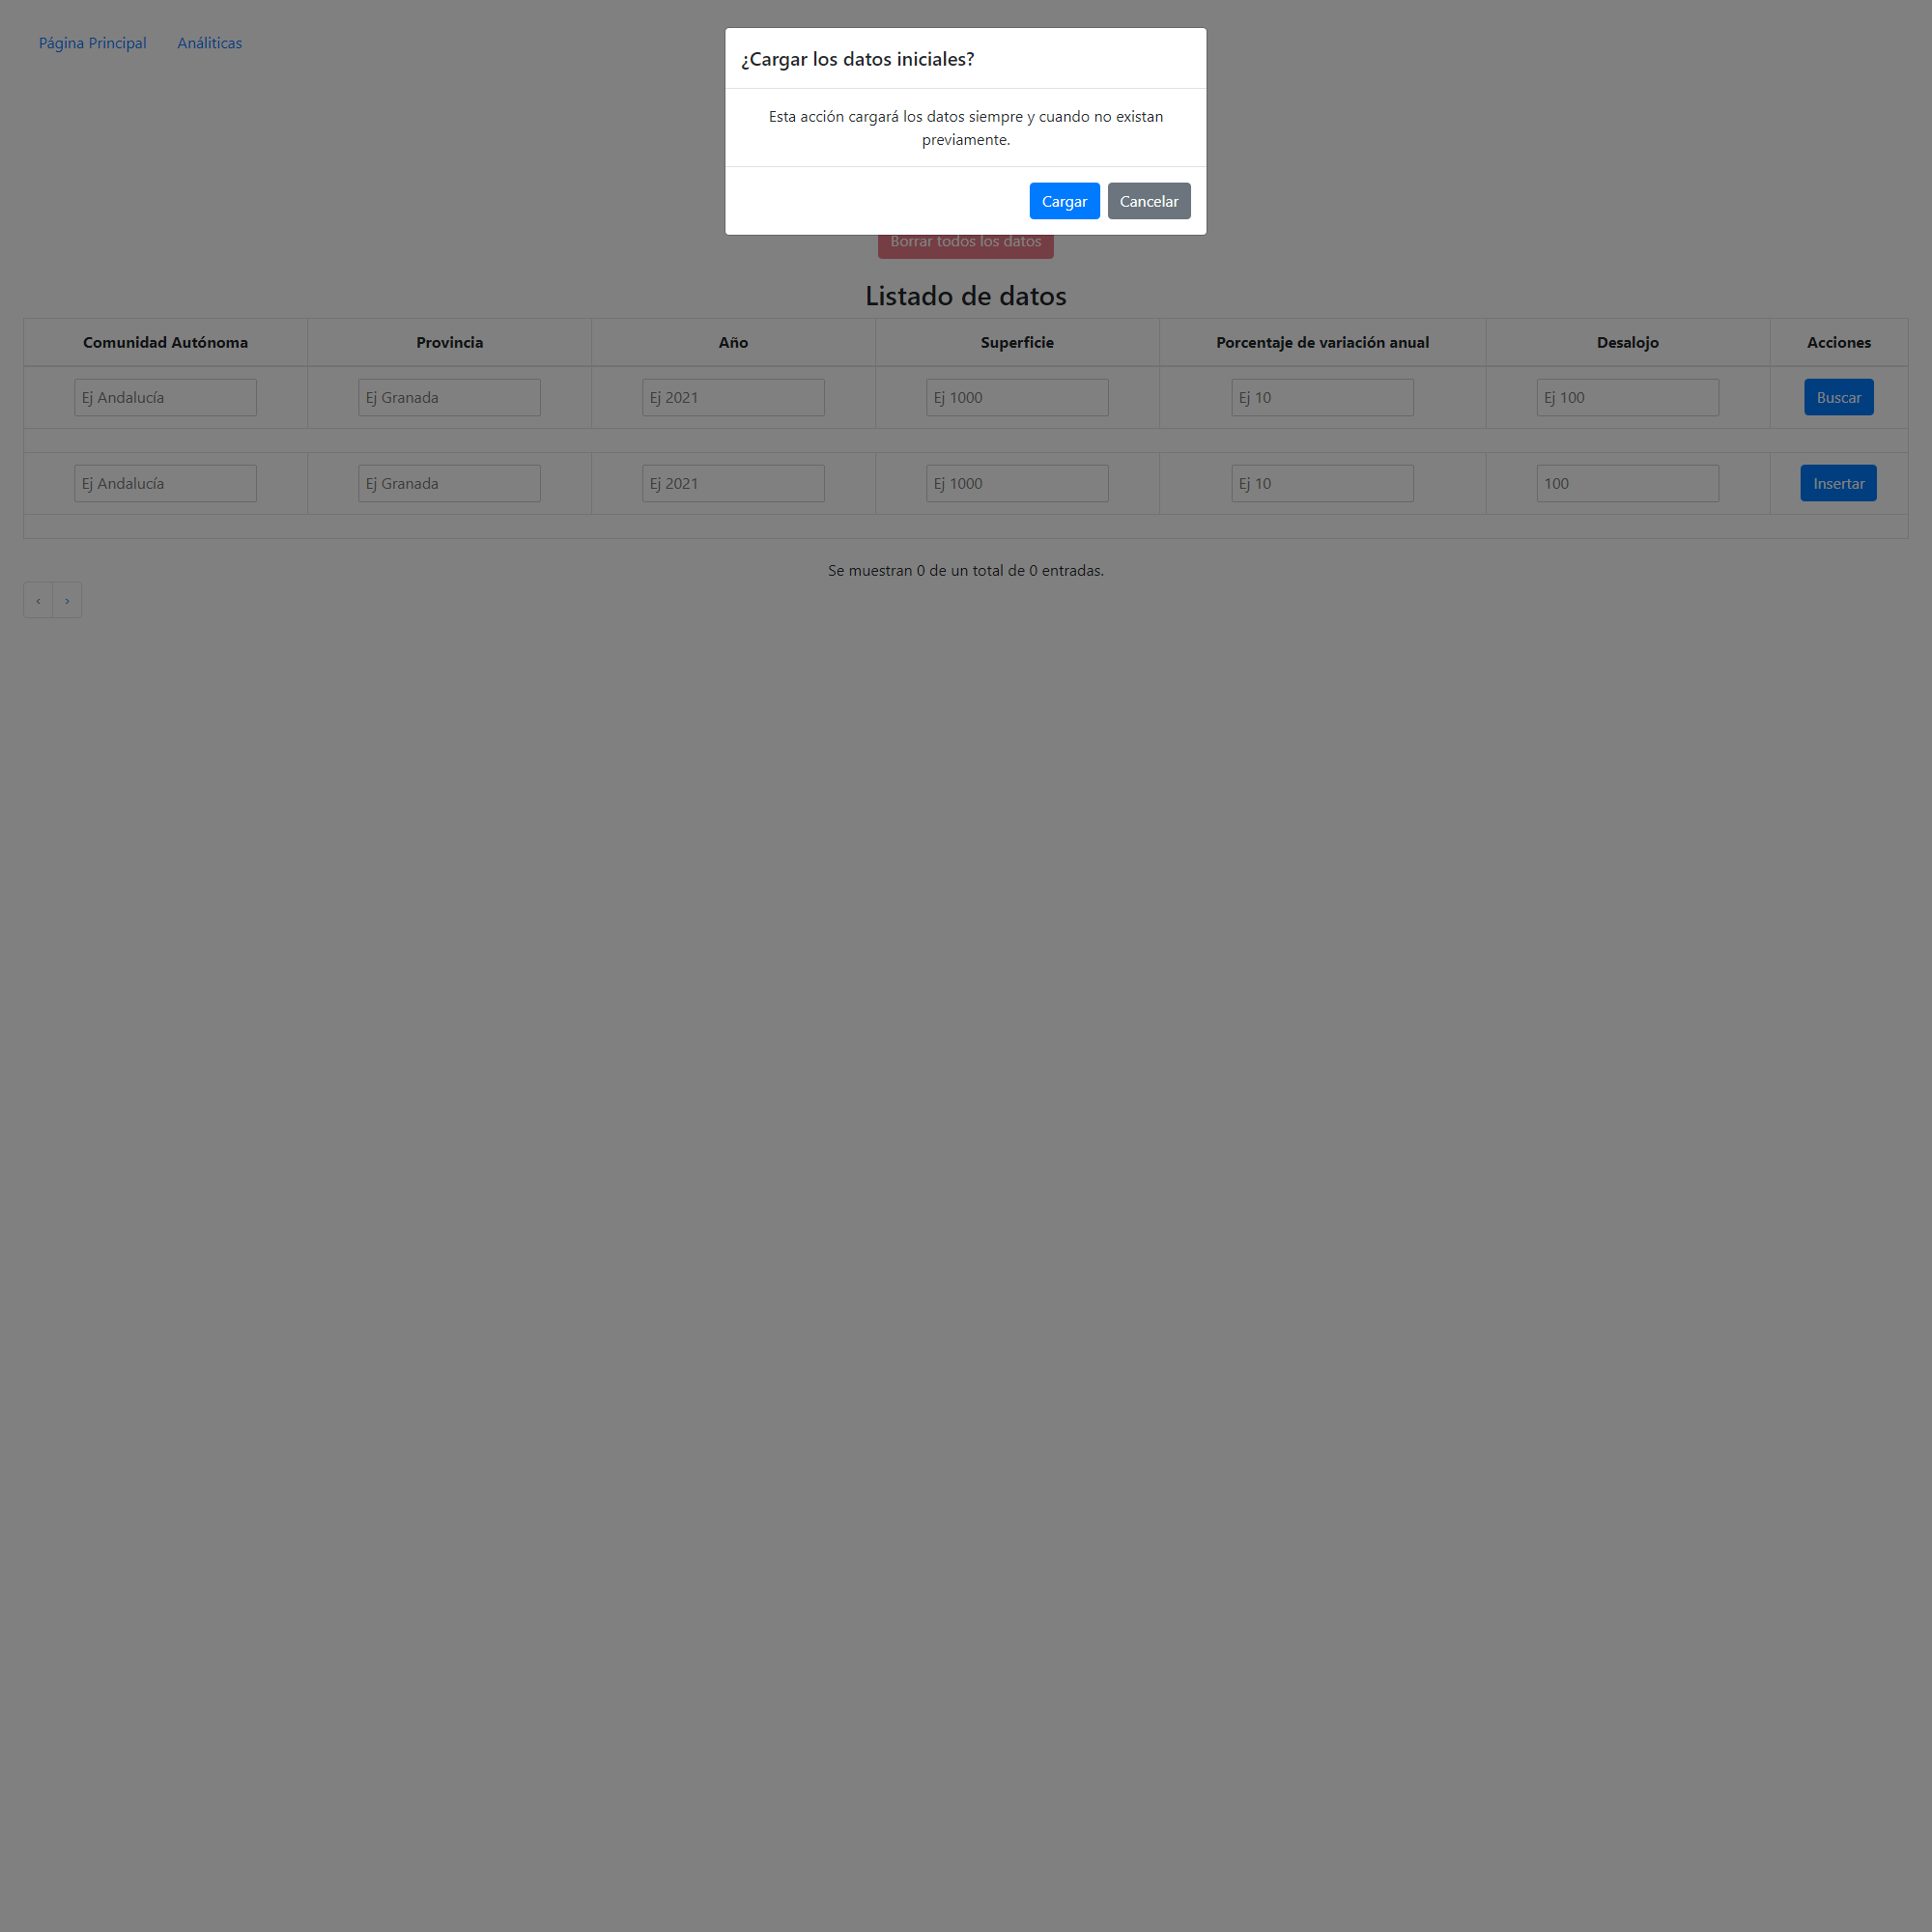 Página Principal
Análiticas
¿Cargar los datos iniciales?
Esta acción cargará los datos siempre y cuando no existan
previamente.
Cargar
Cancelar
Borrar todos los datos
Listado de datos
Comunidad Autónoma
Provincia
Año
Superficie
Porcentaje de variación anual
Desalojo
Acciones
Ej Andalucía
Ej Granada
Ej 2021
Ej 1000
Ej 10
Ej 100
Buscar
Ej Andalucía
Ej Granada
Ej 2021
Ej 1000
Ej 10
100
Insertar
Se muestran 0 de un total de 0 entradas.
‹
›